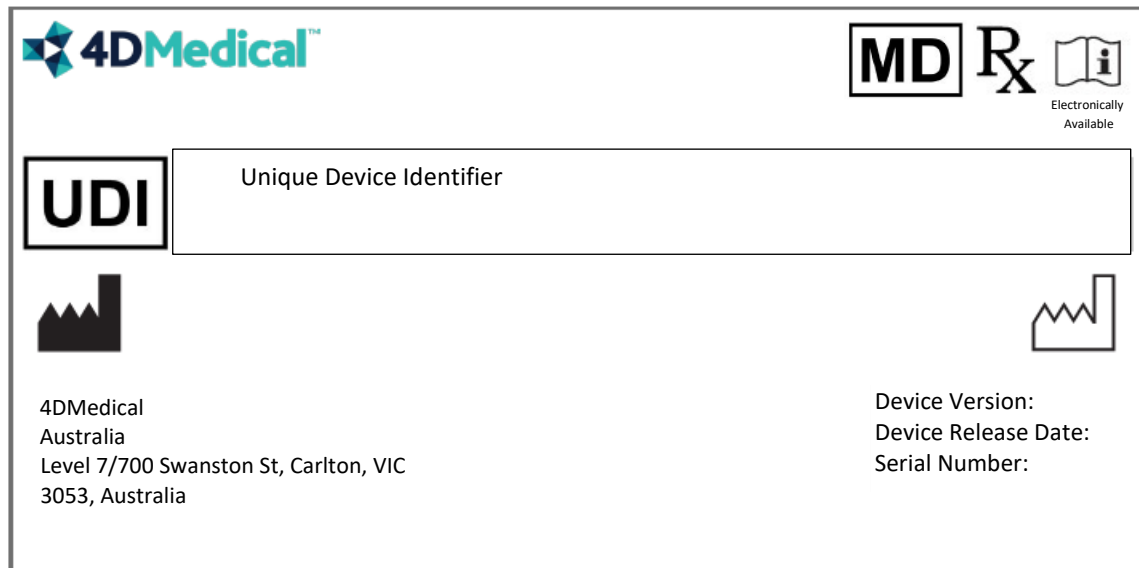 4DMedical™
MD Rx i
Electronically
Available
UDI
Unique Device Identifier
4DMedical
Australia
Level 7/700 Swanston St, Carlton, VIC
3053, Australia
Device Version:
Device Release Date:
Serial Number: